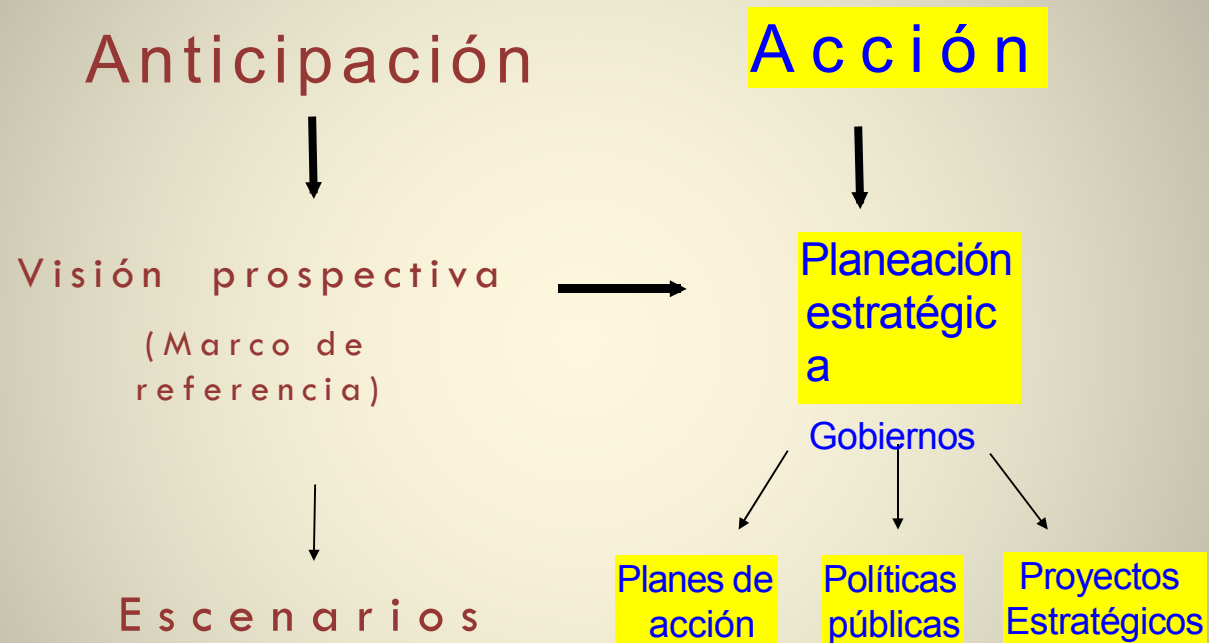 Anticipación
Acción
Visión prospectiva
(Marco de
referencia)
Planeación
estratégic
a
Gobiernos
Escenarios
Planes de
acción
Políticas
públicas
Proyectos
Estratégicos